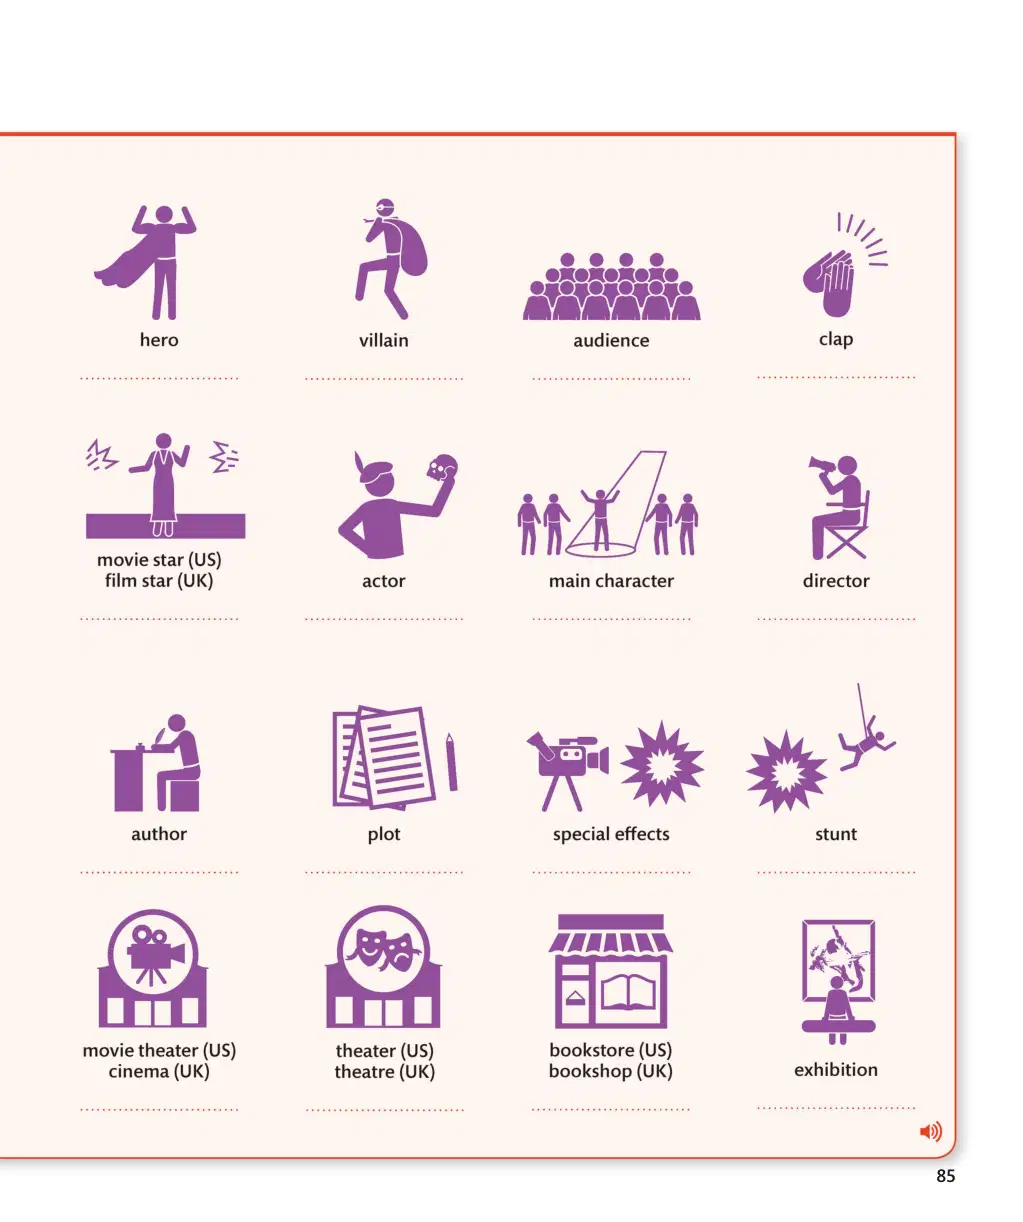 hero
villain
audience
clap
movie star (US)
film star (UK)
actor
main character
director
author
plot
special effects
stunt
movie theater (US)
cinema (UK)
theater (US)
theatre (UK)
bookstore (US)
bookshop (UK)
exhibition
85